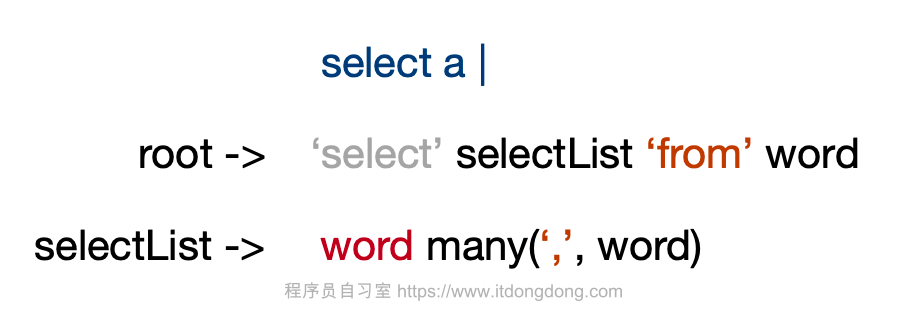 select a |
root -> ‘select’ selectList ‘from’ word
selectList -> word many(‘,’, word)
程序员自习室 https://www.itdongdong.com